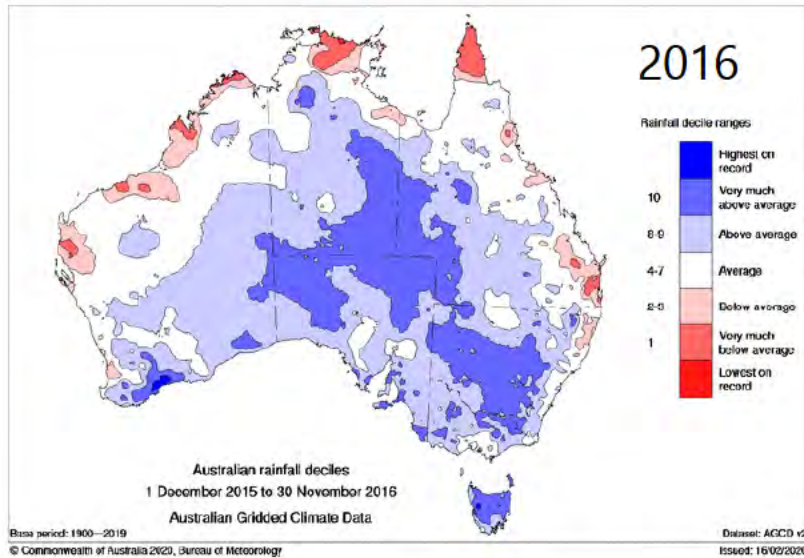 2016
Rainfall decile ranges
Highest on
record
10
Very much
above average
8-9
Above average
4-7
Average
2-3
Below average
1
Very much
below average
Lowest on
record
Australian rainfall deciles
1 December 2015 to 30 November 2016
Australian Gridded Climate Data
Base period: 1900—2019
Dataset: AGCD v2
© Commonwealth of Australia 2020, Bureau of Meteorology
Issued: